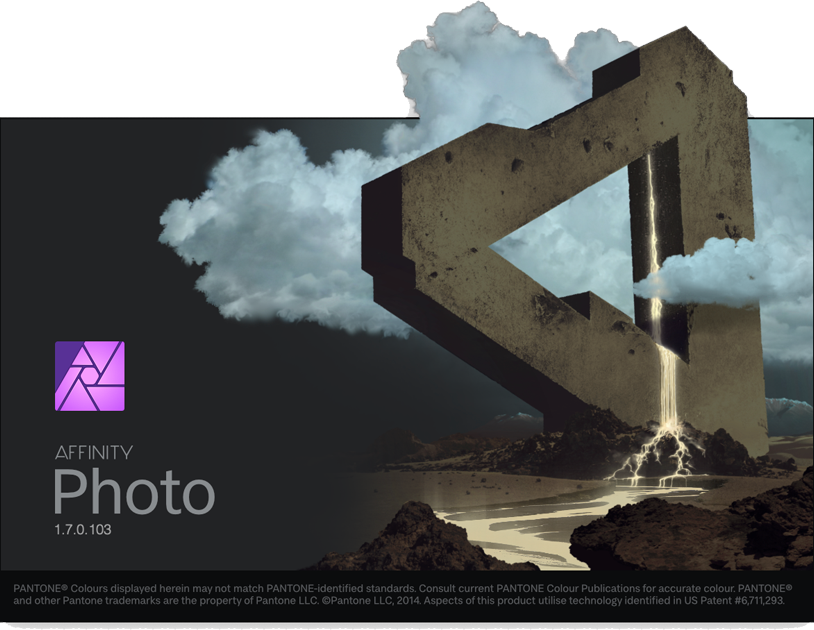 AFFINITY
Photo
1.7.0.103
PANTONE® Colours displayed herein may not match PANTONE-identified standards. Consult current PANTONE Colour Publications for accurate colour. PANTONE®
and other Pantone trademarks are the property of Pantone LLC. ©Pantone LLC, 2014. Aspects of this product utilise technology identified in US Patent #6,711,293.